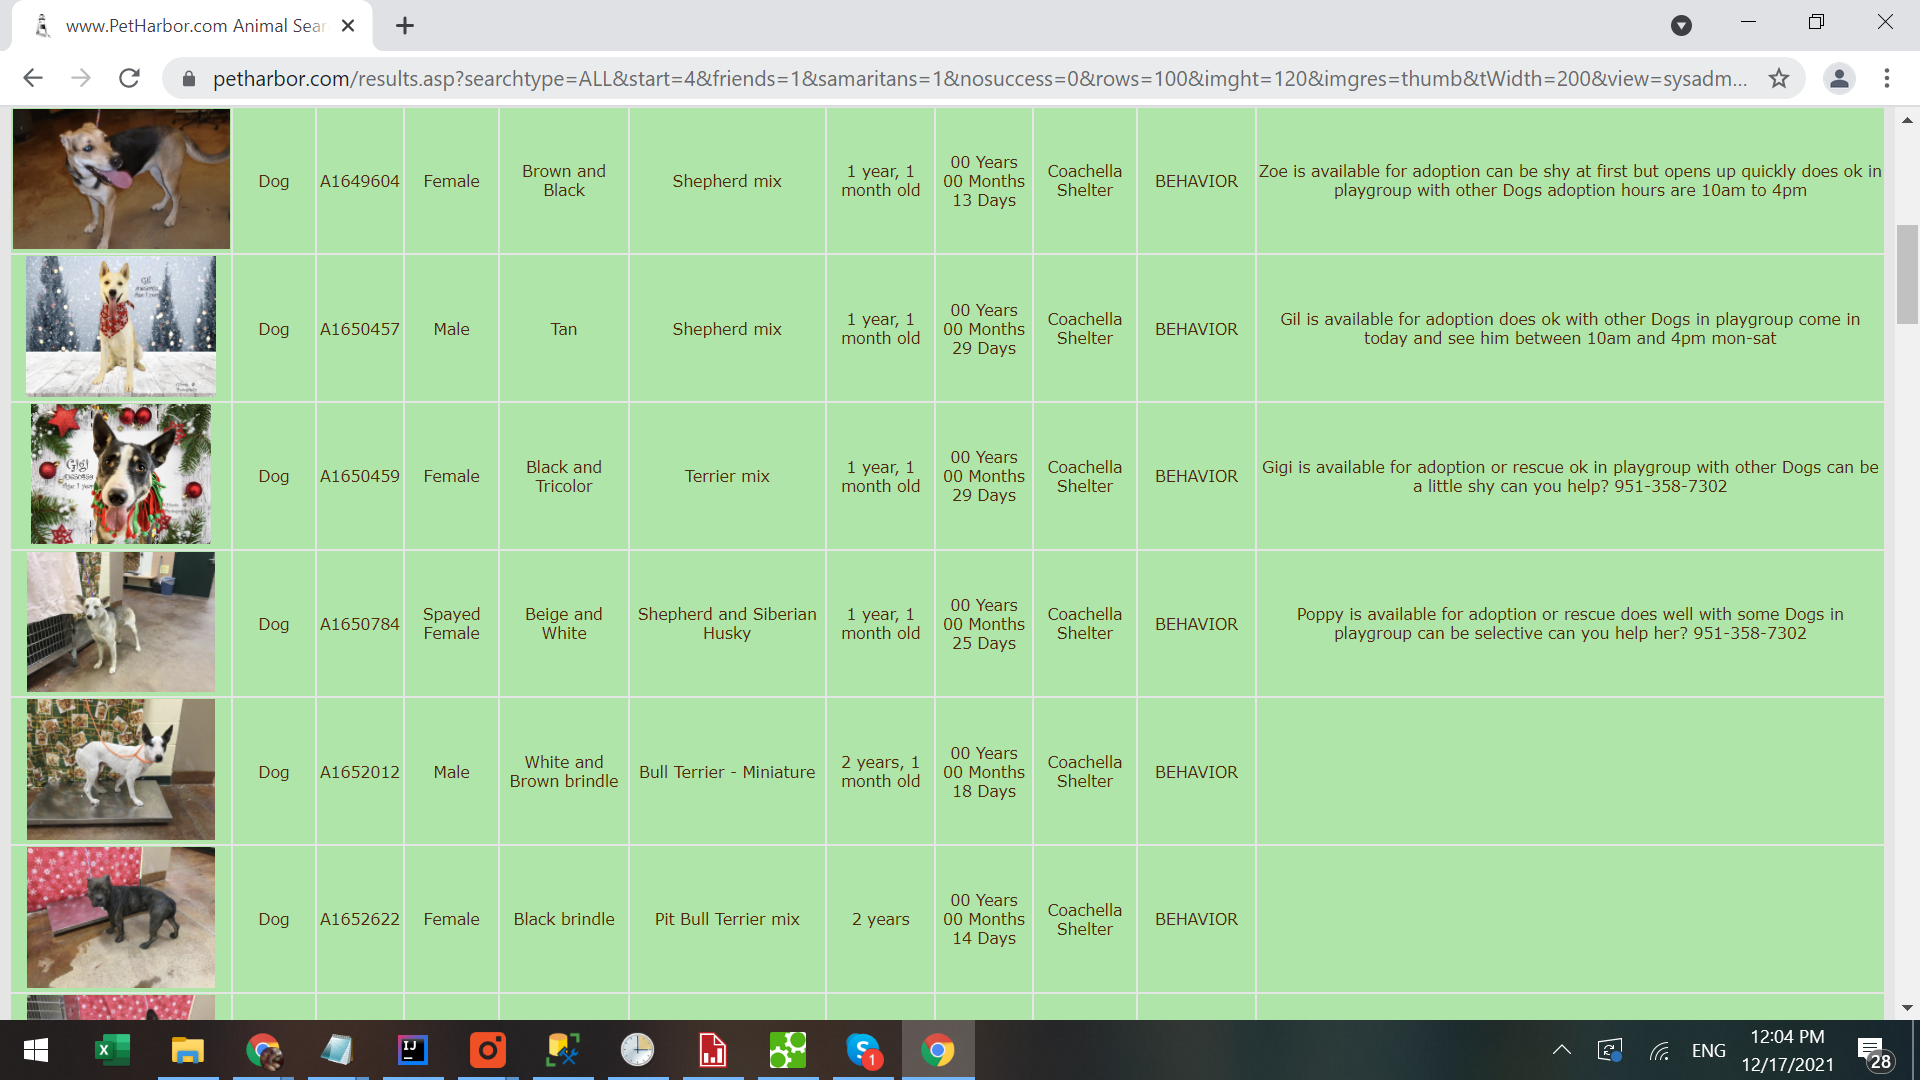 www.PetHarbor.com Animal Sear
petharbor.com/results.asp?searchtype=ALL&start=4&friends=1&samaritans=1&nosuccess=0&rows=100&imght=120&imgres=thumb&tWidth=200&view=sysadm...
Dog
A1649604
Female
Brown and
Black
Shepherd mix
1 year, 1
month old
00 Years
00 Months
13 Days
Coachella
Shelter
BEHAVIOR
Zoe is available for adoption can be shy at first but opens up quickly does ok in
playgroup with other Dogs adoption hours are 10am to 4pm
Gil
Dog
A1650457
Male
Tan
Shepherd mix
1 year, 1
month old
00 Years
00 Months
29 Days
Coachella
Shelter
BEHAVIOR
Gil is available for adoption does ok with other Dogs in playgroup come in
today and see him between 10am and 4pm mon-sat
Gigi
Dog
A1650459
Female
Black and
Tricolor
Terrier mix
1 year, 1
month old
00 Years
00 Months
29 Days
Coachella
Shelter
BEHAVIOR
Gigi is available for adoption or rescue ok in playgroup with other Dogs can be
a little shy can you help? 951-358-7302
Dog
A1650784
Spayed
Female
Beige and
White
Shepherd and Siberian
Husky
1 year, 1
month old
00 Years
00 Months
25 Days
Coachella
Shelter
BEHAVIOR
Poppy is available for adoption or rescue does well with some Dogs in
playgroup can be selective can you help her? 951-358-7302
Dog
A1652012
Male
White and
Brown brindle
Bull Terrier - Miniature
2 years, 1
month old
00 Years
00 Months
18 Days
Coachella
Shelter
BEHAVIOR
Dog
A1652622
Female
Black brindle
Pit Bull Terrier mix
2 years
00 Years
00 Months
14 Days
Coachella
Shelter
BEHAVIOR
X
IJ
S
1
ENG
12:04 PM
12/17/2021
28